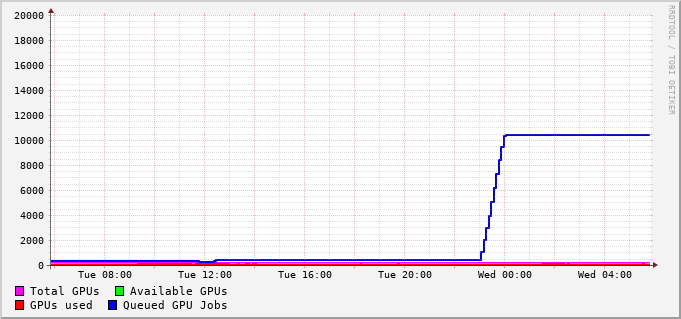 20000
18000
16000
14000
12000
10000
8000
6000
4000
2000
0
Tue 08:00 Tue 12:00 Tue 16:00 Tue 20:00 Wed 00:00 Wed 04:00
Total GPUs Available GPUs
GPUs used Queued GPU Jobs
RRDTOOL / TOBI OETIKER